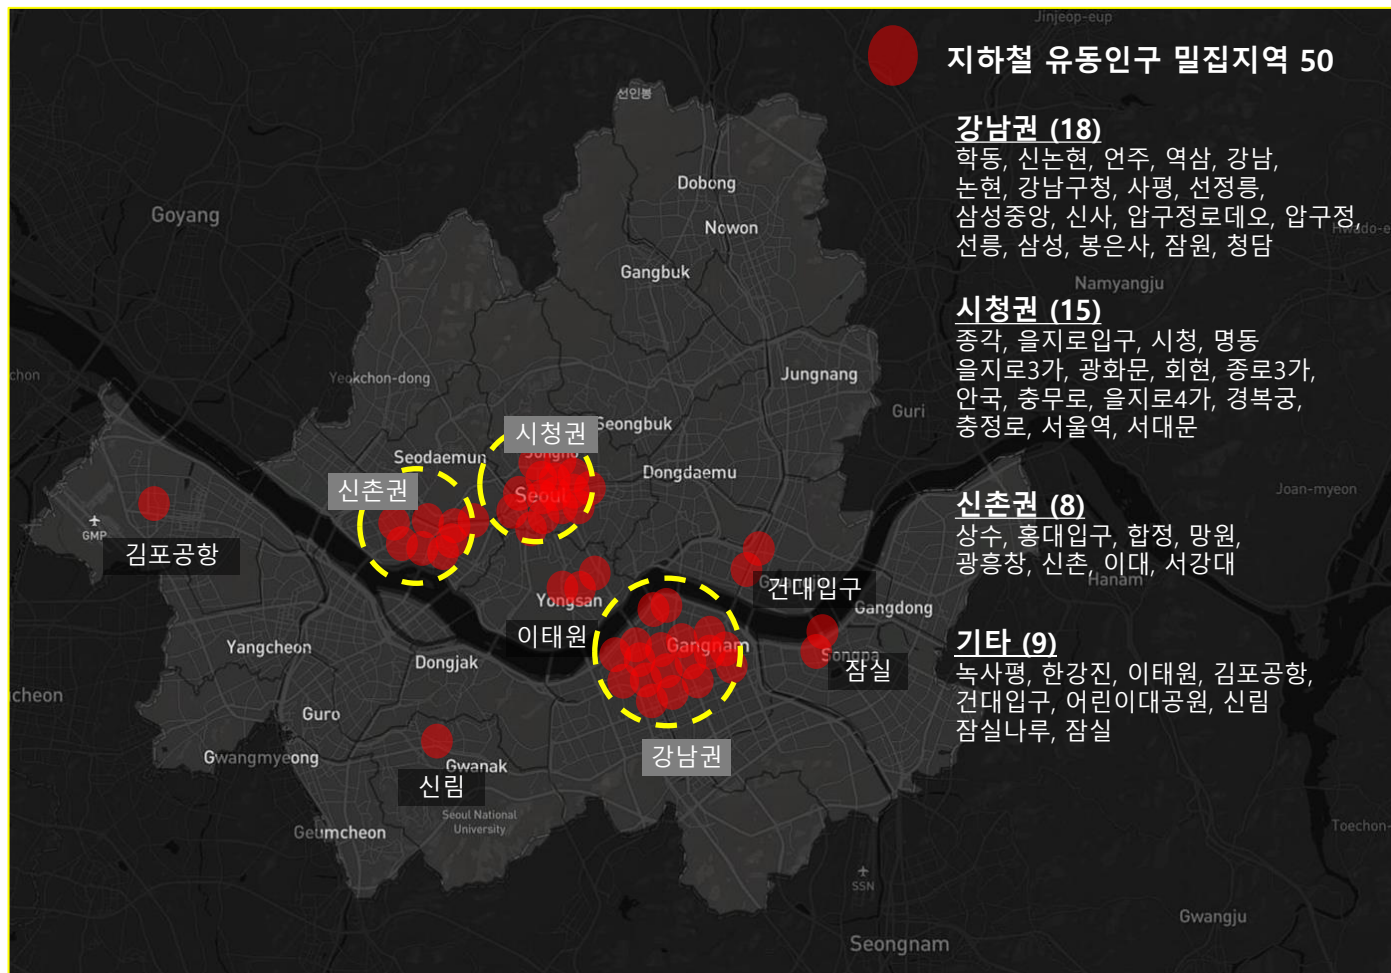 Jinjeop-eup
지하철 유동인구 밀집지역 50
강남권 (18)
학동, 신논현, 언주, 역삼, 강남,
논현, 강남구청, 사평, 선정릉,
삼성중앙, 신사, 압구정로데오, 압구정,
선릉, 삼성, 봉은사, 잠원, 청담
시청권 (15)
종각, 을지로입구, 시청, 명동
을지로3가, 광화문, 회현, 종로3가,
안국, 충무로, 을지로4가, 경복궁,
충정로, 서울역, 서대문
신촌권 (8)
상수, 홍대입구, 합정, 망원,
광흥창, 신촌, 이대, 서강대
기타 (9)
녹사평, 한강진, 이태원, 김포공항,
건대입구, 어린이대공원, 신림
잠실나루, 잠실
선인봉
Dobong
Goyang
Nowon
Gangbuk
Namyangju
Jungnang
chon
Yeokchon-dong
Guri
Seongbuk
시청권
Jongno
Seodaemun
Dongdaemu
신촌권
Seoul
Joan-myeon
GMP
김포공항
Hanam
건대입구
Yongsan
Gangdong
이태원
Yangcheon
Gangnam
Songpa
Dongjak
잠실
icheon
Guro
강남권
Gwangmyeong
Gwanak
신림
Seoul National
University
Geumcheon
Toechon-
SSN
Gwangju
Seongnam